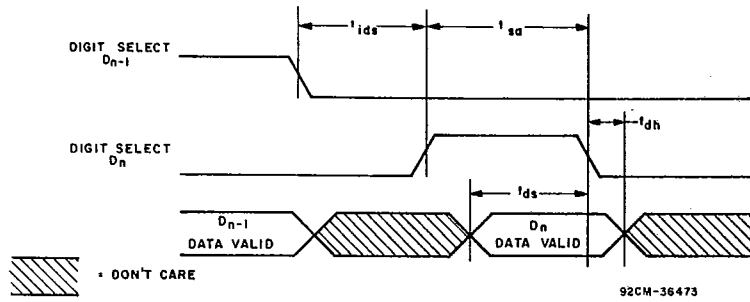 t ids
t sa
DIGIT SELECT
Dn-1
t dh
DIGIT SELECT
Dn
t ds
Dn-1
DATA VALID
Dn
DATA VALID
= DON'T CARE
92CM-36473